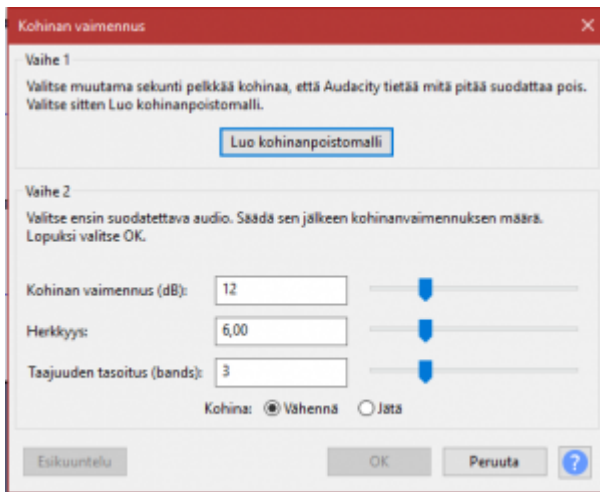 Kohinan vaimennus
Vaihe 1
Valitse muutama sekunti pelkkää kohinaa, että Audacity tietää mitä pitää suodattaa pois.
Valitse sitten Luo kohinanpoistomalli.
Luo kohinanpoistomalli
Vaihe 2
Valitse ensin suodatettava audio. Säädä sen jälkeen kohinanvaimennuksen määrä.
Lopuksi valitse OK.
Kohinan vaimennus (dB): 12
Herkkyys: 6,00
Taajuuden tasoitus (bands): 3
Kohina: Vähennä Jätä
Esikuuntelu OK Peruuta ?